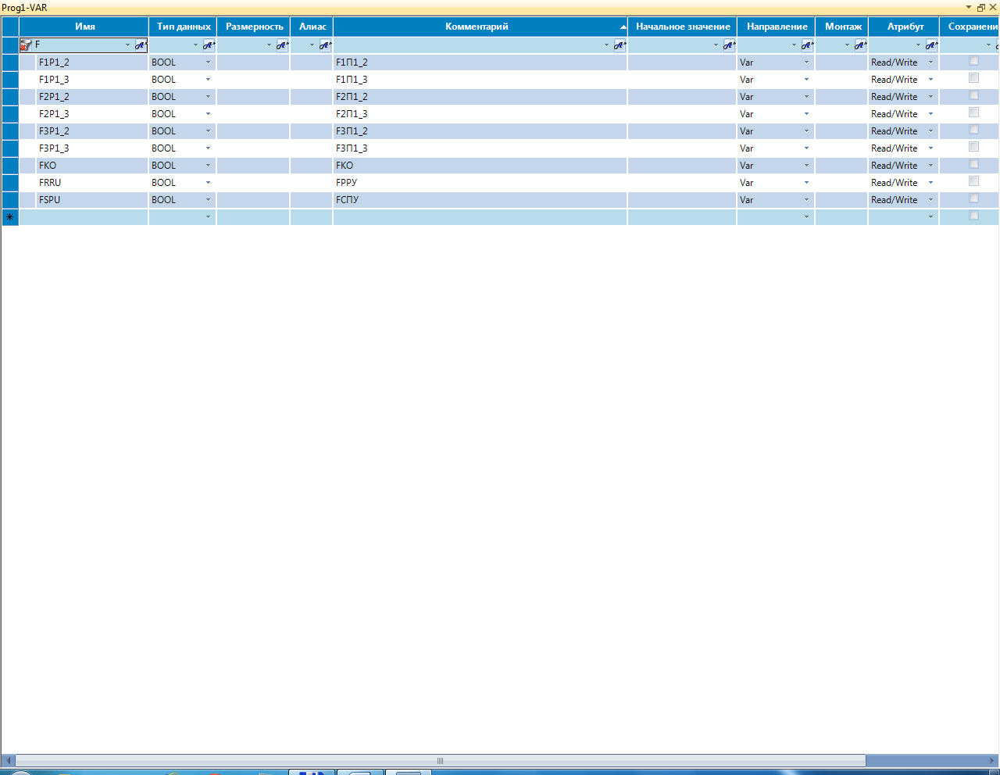 Prog1-VAR
Имя Тип данных Размерность Алиас Комментарий Начальное значение Направление Монтаж Атрибут Сохранени
F
F1P1_2 BOOL F1П1_2 Var Read/Write
F1P1_3 BOOL F1П1_3 Var Read/Write
F2P1_2 BOOL F2П1_2 Var Read/Write
F2P1_3 BOOL F2П1_3 Var Read/Write
F3P1_2 BOOL F3П1_2 Var Read/Write
F3P1_3 BOOL F3П1_3 Var Read/Write
FKO BOOL FКО Var Read/Write
FRRU BOOL FРРУ Var Read/Write
FSPU BOOL FСПУ Var Read/Write